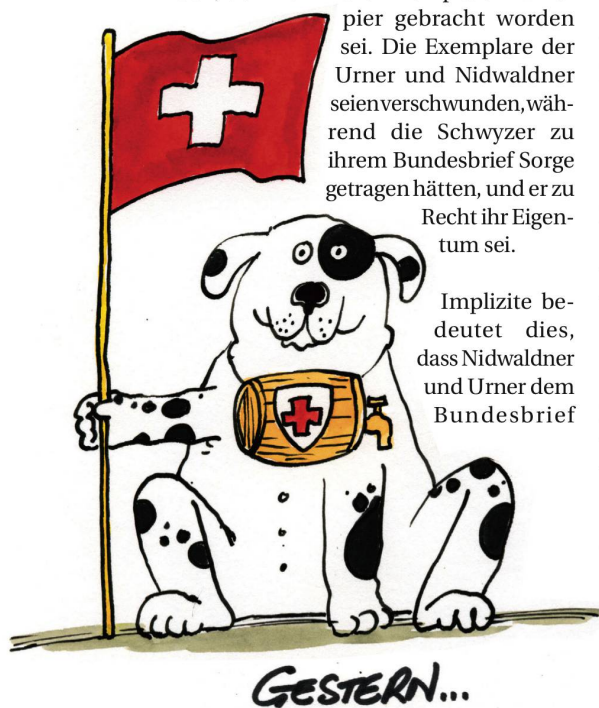 pier gebracht worden
sei. Die Exemplare der
Urner und Nidwaldner
seien verschwunden, wäh-
rend die Schwyzer zu
ihrem Bundesbrief Sorge
getragen hätten, und er zu
Recht ihr Eigen-
tum sei.
Implizite be-
deutet dies,
dass Nidwaldner
und Urner dem
Bundesbrief
GESTERN...